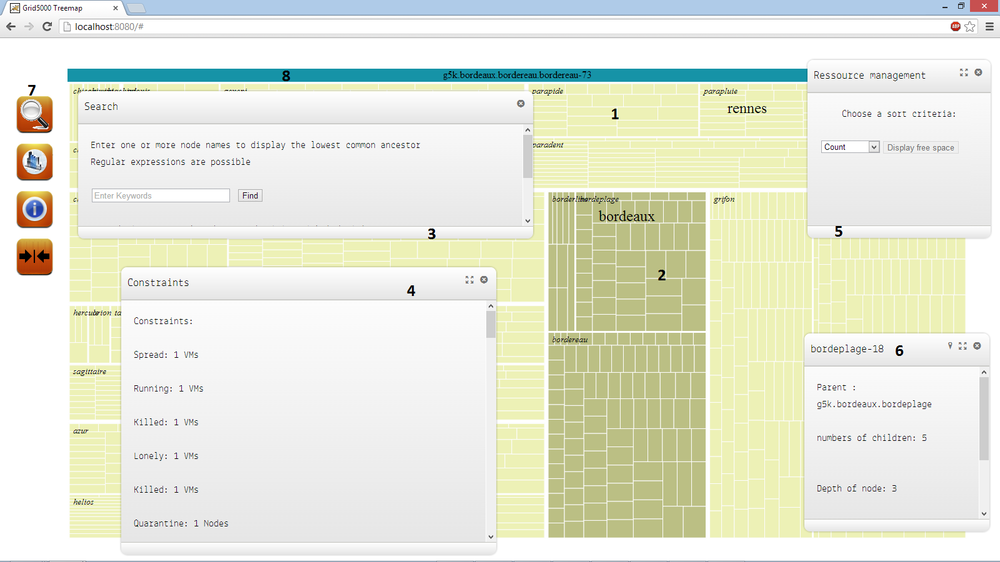 Grid5000 Treemap
localhost:8080/#
ABP
8
g5k.bordeaux.bordereau.bordereau-73
7
parapide
1
parapluie
rennes
paradent
Search
Enter one or more node names to display the lowest common ancestor
Regular expressions are possible
Enter Keywords
Find
3
Ressource management
Choose a sort criteria:
Count
Display free space
5
bordeplage
bordeaux
2
grifon
bordereau
hercule
orion
sagittaire
azur
helios
Constraints
4
Constraints:
Spread: 1 VMs
Running: 1 VMs
Killed: 1 VMs
Lonely: 1 VMs
Killed: 1 VMs
Quarantine: 1 Nodes
bordeplage-18
6
Parent :
g5k.bordeaux.bordeplage
numbers of children: 5
Depth of node: 3